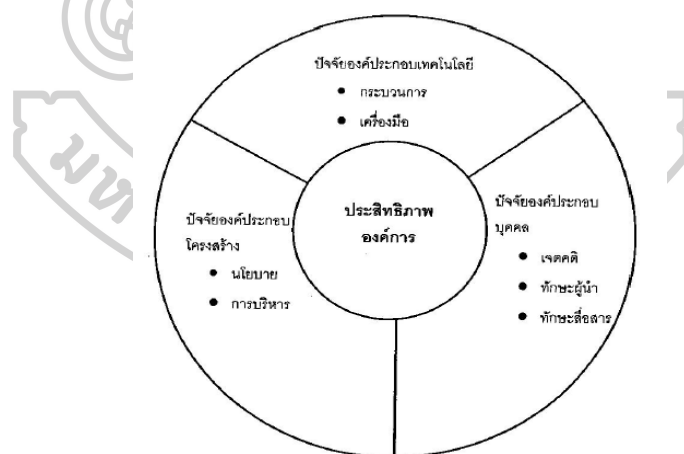 ปัจจัยองค์ประกอบเทคโนโลยี
● กระบวนการ
● เครื่องมือ
ประสิทธิภาพ
องค์การ
ปัจจัยองค์ประกอบ
โครงสร้าง
● นโยบาย
● การบริหาร
ปัจจัยองค์ประกอบ
บุคคล
● เจตคติ
● ทักษะผู้นำ
● ทักษะสื่อสาร